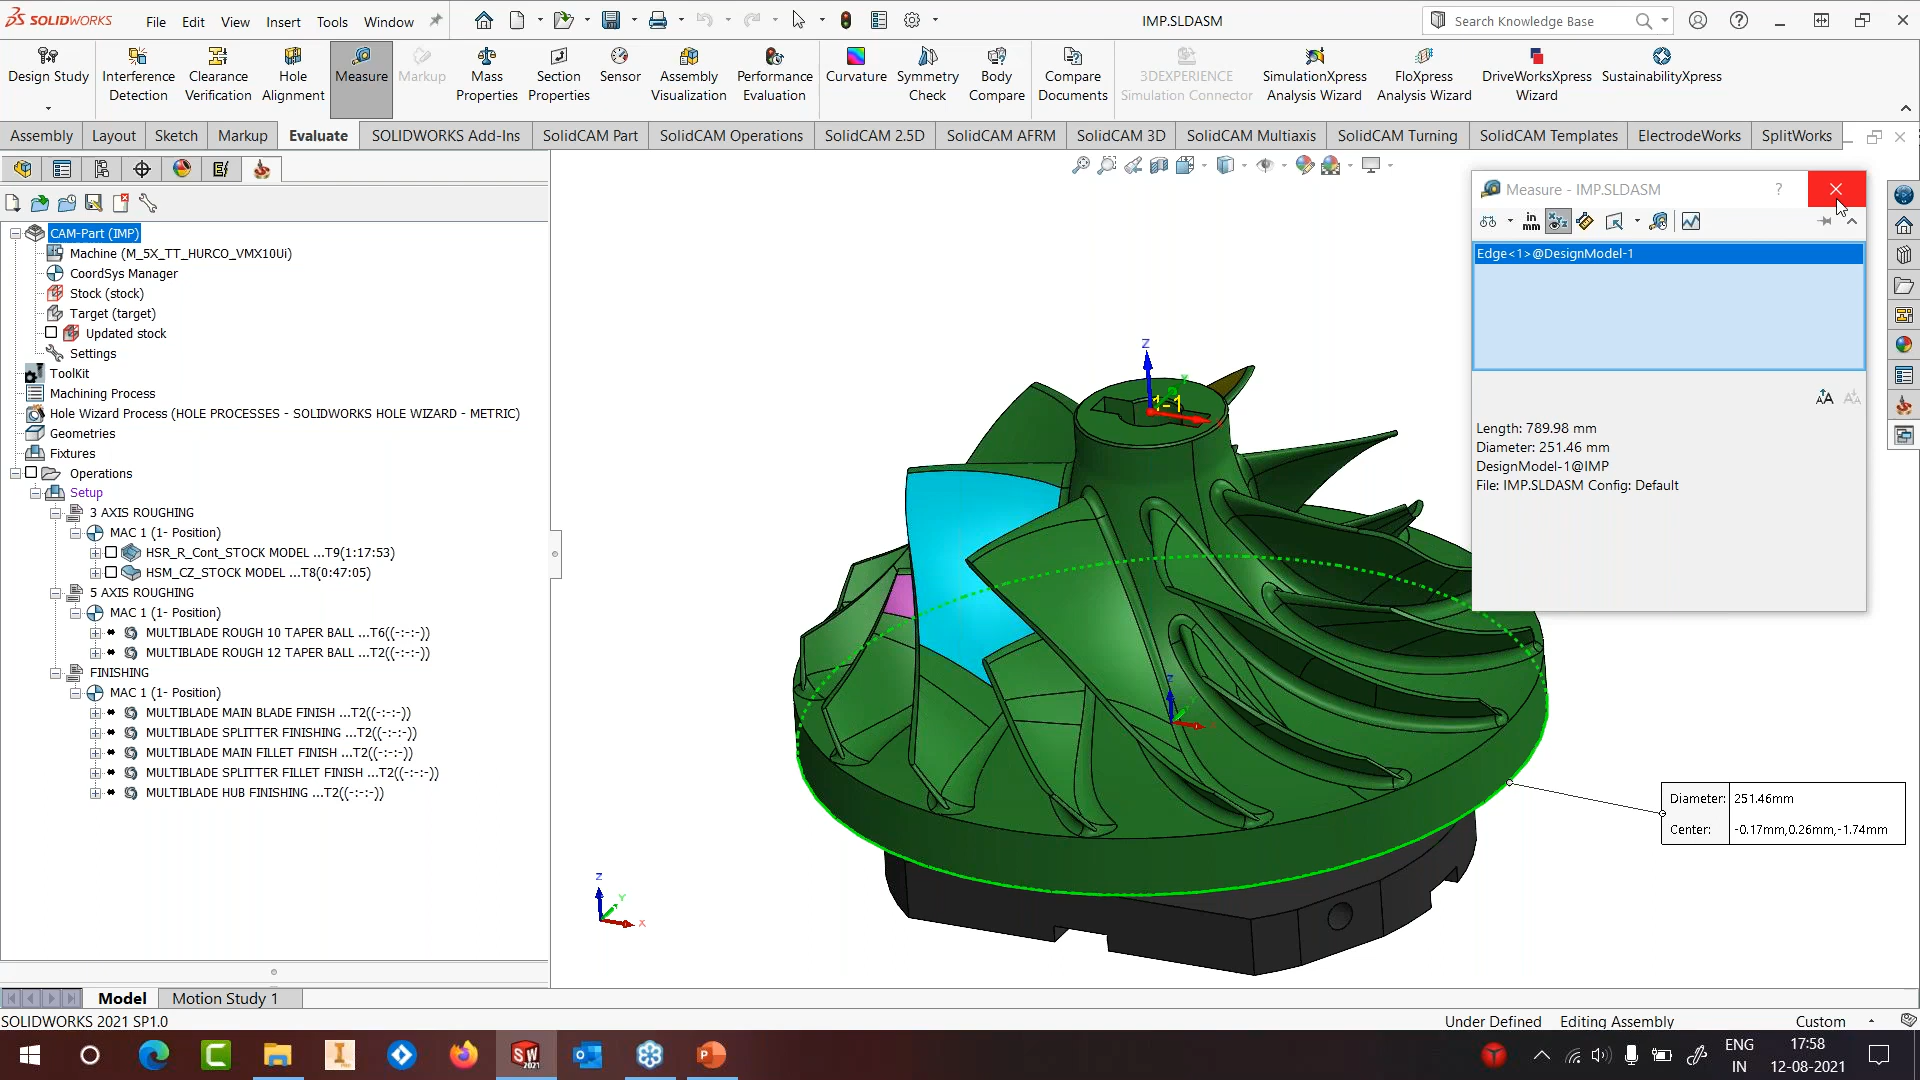 SOLIDWORKS File Edit View Insert Tools Window IMP.SLDASM Search Knowledge Base
Design Study
Interference Detection
Clearance Verification
Hole Alignment
Measure
Markup
Mass Properties
Section Properties
Sensor
Assembly Visualization
Performance Evaluation
Curvature
Symmetry Check
Body Compare
Compare Documents
3DEXPERIENCE Simulation Connector
SimulationXpress Analysis Wizard
FloXpress Analysis Wizard
DriveWorksXpress Wizard
SustainabilityXpress
Assembly Layout Sketch Markup Evaluate SOLIDWORKS Add-Ins SolidCAM Part SolidCAM Operations SolidCAM 2.5D SolidCAM AFRM SolidCAM 3D SolidCAM Multiaxis SolidCAM Turning SolidCAM Templates ElectrodeWorks SplitWorks
CAM-Part (IMP)
Machine (M_5X_TT_HURCO_VMX10Ui)
CoordSys Manager
Stock (stock)
Target (target)
Updated stock
Settings
ToolKit
Machining Process
Hole Wizard Process (HOLE PROCESSES - SOLIDWORKS HOLE WIZARD - METRIC)
Geometries
Fixtures
Operations
Setup
3 AXIS ROUGHING
MAC 1 (1- Position)
HSR_R_Cont_STOCK MODEL ...T9(1:17:53)
HSM_CZ_STOCK MODEL ...T8(0:47:05)
5 AXIS ROUGHING
MAC 1 (1- Position)
MULTIBLADE ROUGH 10 TAPER BALL ...T6((-:-:-)
MULTIBLADE ROUGH 12 TAPER BALL ...T2((-:-:-)
FINISHING
MAC 1 (1- Position)
MULTIBLADE MAIN BLADE FINISH ...T2((-:-:-)
MULTIBLADE SPLITTER FINISHING ...T2((-:-:-)
MULTIBLADE MAIN FILLET FINISH ...T2((-:-:-)
MULTIBLADE SPLITTER FILLET FINISH ...T2((-:-:-)
MULTIBLADE HUB FINISHING ...T2((-:-:-)
Z
Y
1-1
Z
Z
Y
X
Measure - IMP.SLDASM ?
in
mm
Edge<1>@DesignModel-1
Length: 789.98 mm
Diameter: 251.46 mm
DesignModel-1@IMP
File: IMP.SLDASM Config: Default
Diameter: 251.46mm
Center: -0.17mm,0.26mm,-1.74mm
Model Motion Study 1
SOLIDWORKS 2021 SP1.0 Under Defined Editing Assembly Custom
ENG
IN
17:58
12-08-2021